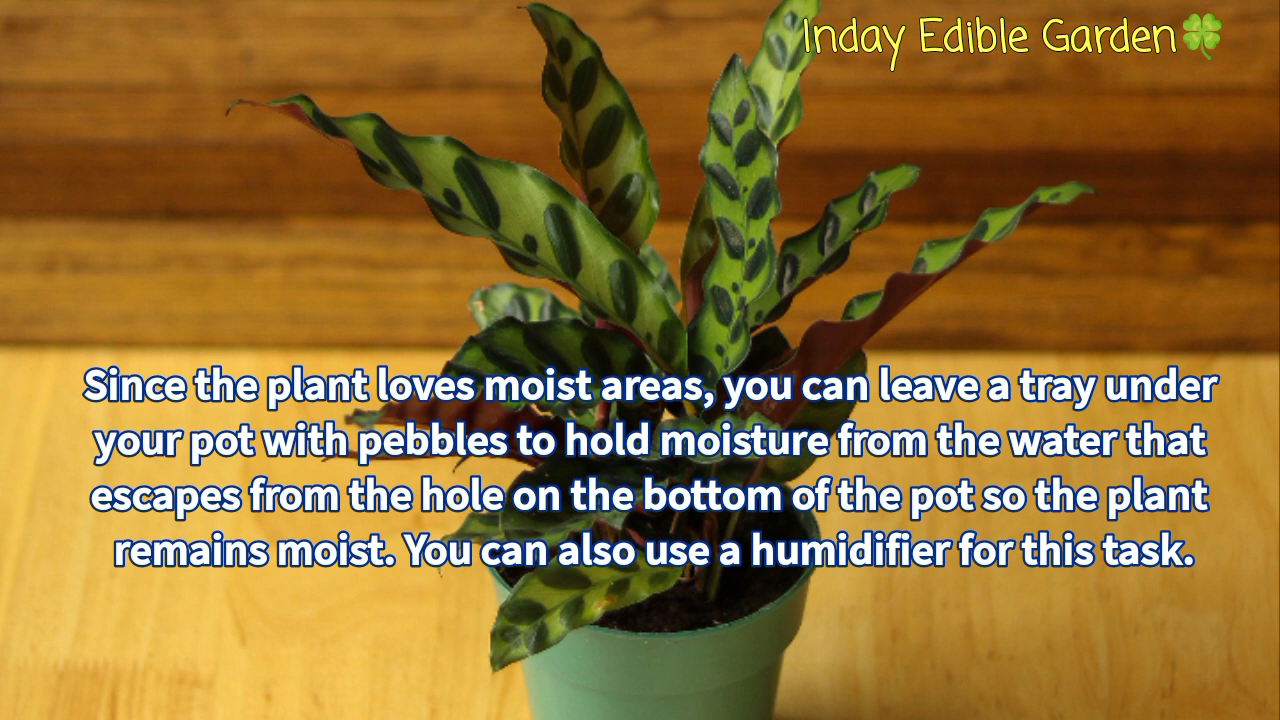 Inday Edible Garden🍀
Since the plant loves moist areas, you can leave a tray under
your pot with pebbles to hold moisture from the water that
escapes from the hole on the bottom of the pot so the plant
remains moist. You can also use a humidifier for this task.